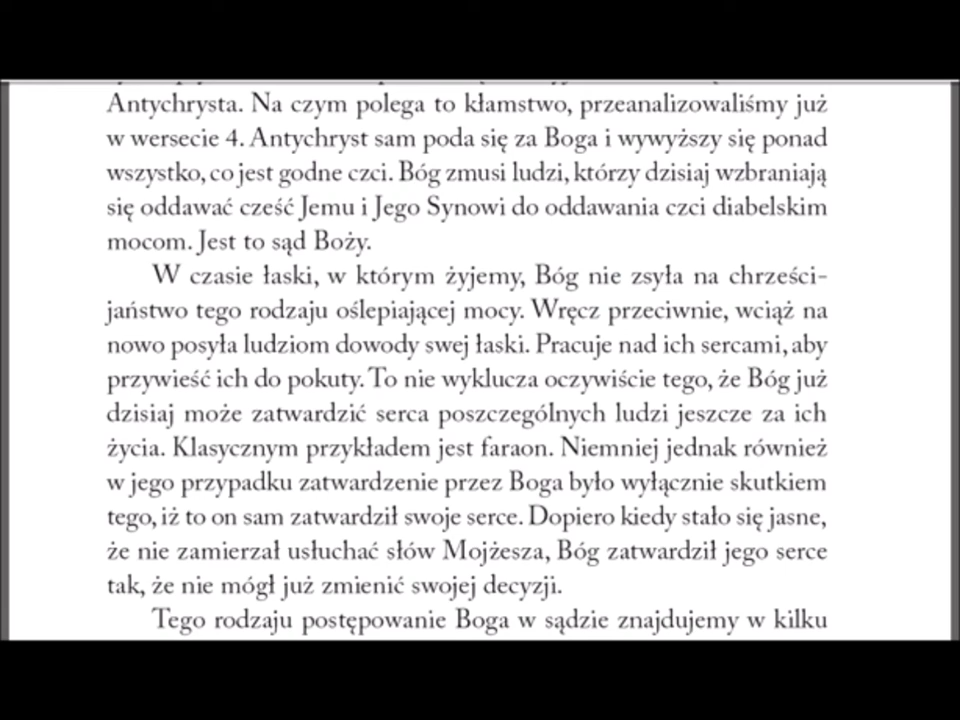 Antychrysta. Na czym polega to kłamstwo, przeanalizowaliśmy już
w wersecie 4. Antychryst sam poda się za Boga i wywyższy się ponad
wszystko, co jest godne czci. Bóg zmusi ludzi, którzy dzisiaj wzbraniają
się oddawać cześć Jemu i Jego Synowi do oddawania czci diabelskim
mocom. Jest to sąd Boży.
W czasie łaski, w którym żyjemy, Bóg nie zsyła na chrześci-
jaństwo tego rodzaju oślepiającej mocy. Wręcz przeciwnie, wciąż na
nowo posyła ludziom dowody swej łaski. Pracuje nad ich sercami, aby
przywieść ich do pokuty. To nie wyklucza oczywiście tego, że Bóg już
dzisiaj może zatwardzić serca poszczególnych ludzi jeszcze za ich
życia. Klasycznym przykładem jest faraon. Niemniej jednak również
w jego przypadku zatwardzenie przez Boga było wyłącznie skutkiem
tego, iż to on sam zatwardził swoje serce. Dopiero kiedy stało się jasne,
że nie zamierzał usłuchać słów Mojżesza, Bóg zatwardził jego serce
tak, że nie mógł już zmienić swojej decyzji.
Tego rodzaju postępowanie Boga w sądzie znajdujemy w kilku